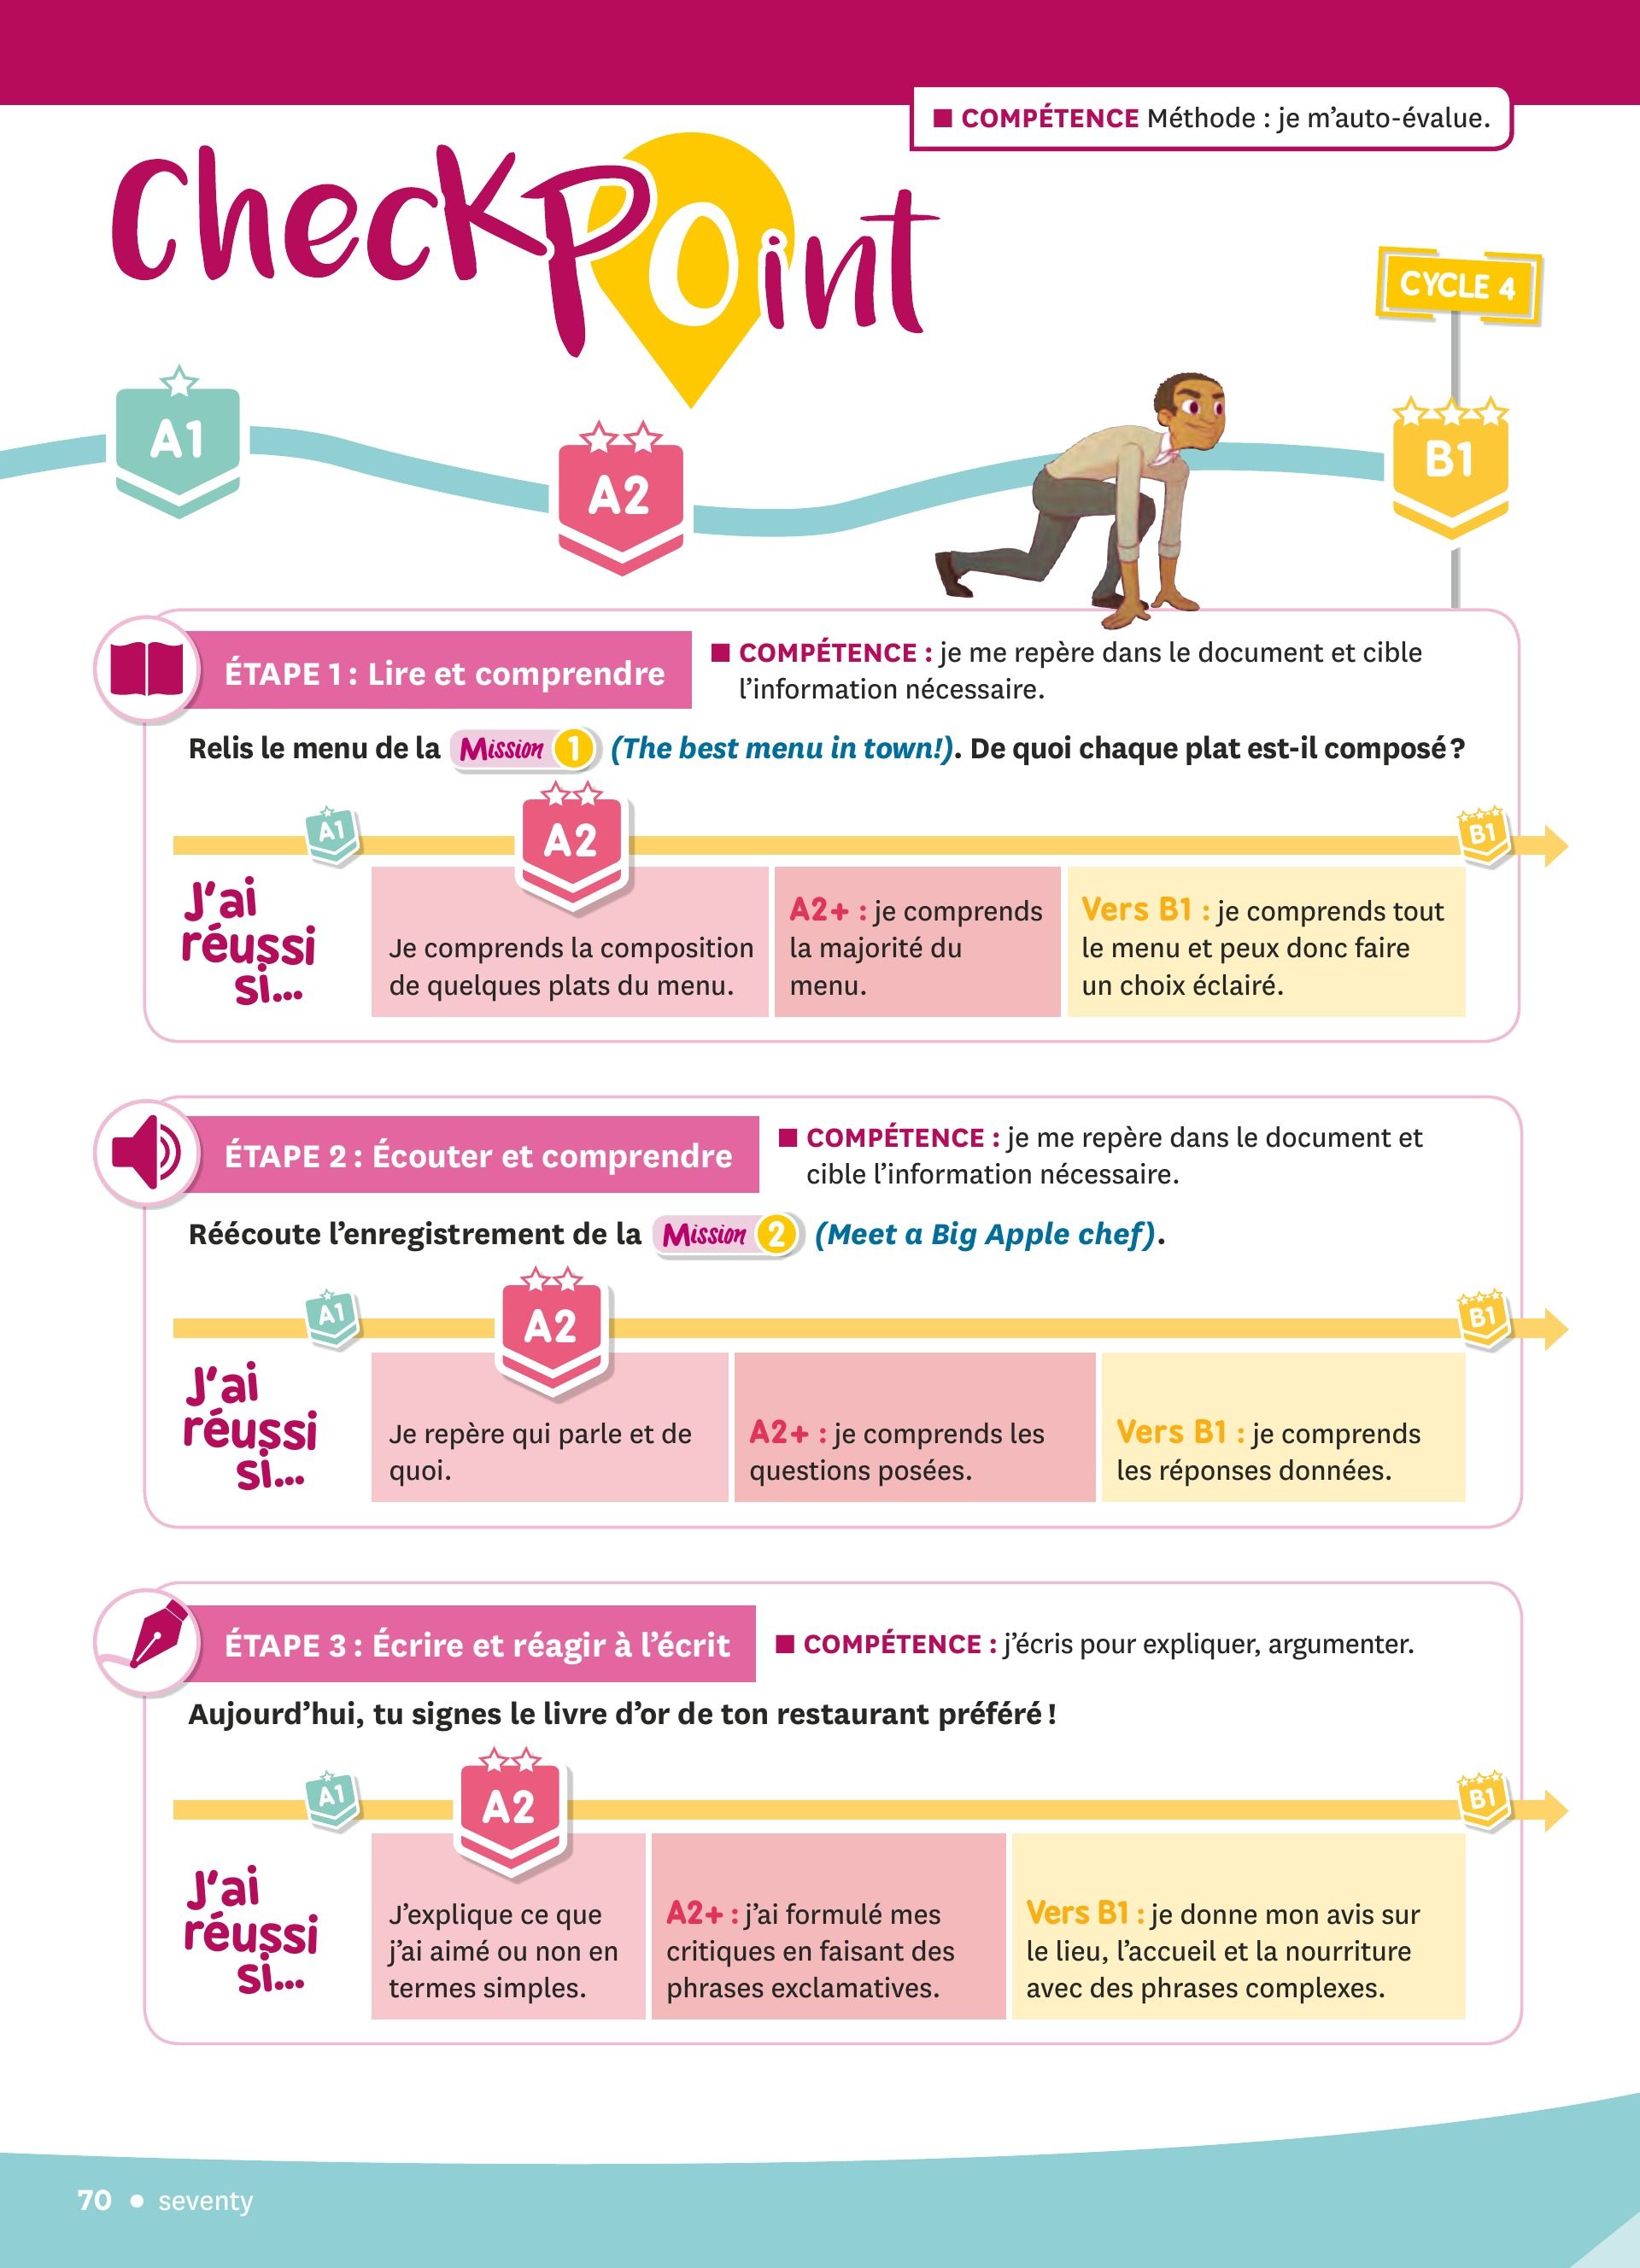 ■ COMPÉTENCE Méthode : je m'auto-évalue.
CheckPoint
CYCLE 4
A1
A2
B1
ÉTAPE 1 : Lire et comprendre
■ COMPÉTENCE : je me repère dans le document et cible
l'information nécessaire.
Relis le menu de la Mission 1 (The best menu in town!). De quoi chaque plat est-il composé ?
A1
A2
B1
J'ai
réussi
si...
Je comprends la composition
de quelques plats du menu.
A2+ : je comprends
la majorité du
menu.
Vers B1 : je comprends tout
le menu et peux donc faire
un choix éclairé.
ÉTAPE 2 : Écouter et comprendre
■ COMPÉTENCE : je me repère dans le document et
cible l'information nécessaire.
Réécoute l'enregistrement de la Mission 2 (Meet a Big Apple chef).
A1
A2
B1
J'ai
réussi
si...
Je repère qui parle et de
quoi.
A2+ : je comprends les
questions posées.
Vers B1 : je comprends
les réponses données.
ÉTAPE 3 : Écrire et réagir à l'écrit
■ COMPÉTENCE : j'écris pour expliquer, argumenter.
Aujourd'hui, tu signes le livre d'or de ton restaurant préféré !
A1
A2
B1
J'ai
réussi
si...
J'explique ce que
j'ai aimé ou non en
termes simples.
A2+ : j'ai formulé mes
critiques en faisant des
phrases exclamatives.
Vers B1 : je donne mon avis sur
le lieu, l'accueil et la nourriture
avec des phrases complexes.
70 • seventy